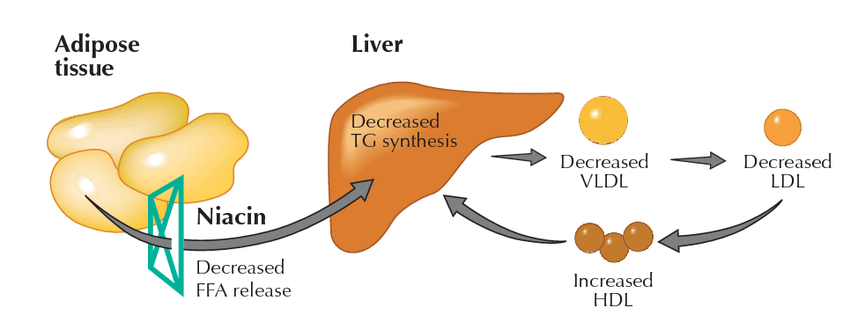 Adipose
tissue
Liver
Decreased
TG synthesis
Niacin
Decreased
FFA release
Decreased
VLDL
Decreased
LDL
Increased
HDL